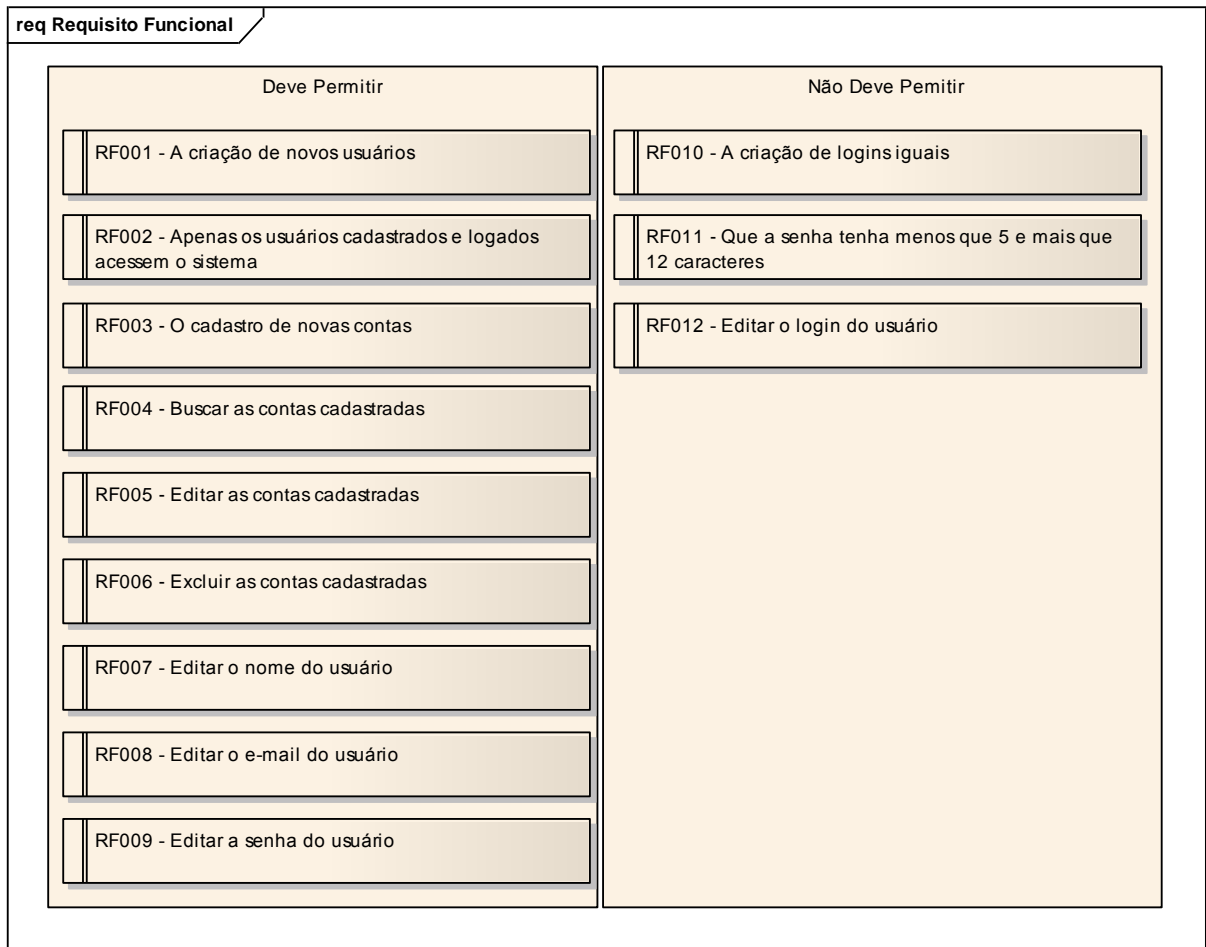 req Requisito Funcional
Deve Permitir
RF001 - A criação de novos usuários
RF002 - Apenas os usuários cadastrados e logados
acessem o sistema
RF003 - O cadastro de novas contas
RF004 - Buscar as contas cadastradas
RF005 - Editar as contas cadastradas
RF006 - Excluir as contas cadastradas
RF007 - Editar o nome do usuário
RF008 - Editar o e-mail do usuário
RF009 - Editar a senha do usuário
Não Deve Pemitir
RF010 - A criação de logins iguais
RF011 - Que a senha tenha menos que 5 e mais que
12 caracteres
RF012 - Editar o login do usuário